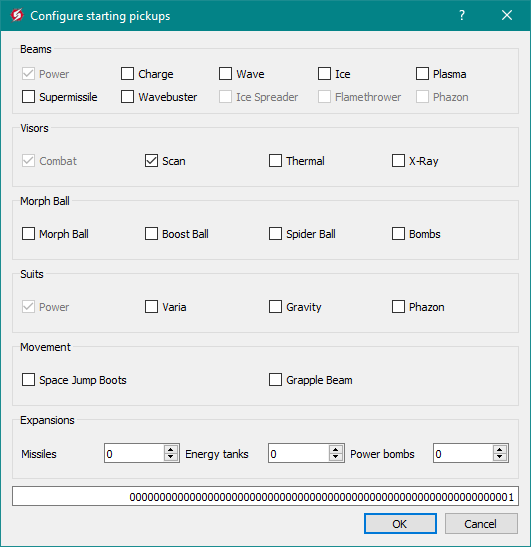 Configure starting pickups ? ×
Beams
Power Charge Wave Ice Plasma
Supermissile Wavebuster Ice Spreader Flamethrower Phazon
Visors
Combat Scan Thermal X-Ray
Morph Ball
Morph Ball Boost Ball Spider Ball Bombs
Suits
Power Varia Gravity Phazon
Movement
Space Jump Boots Grapple Beam
Expansions
Missiles 0 Energy tanks 0 Power bombs 0
0000000000000000000000000000000000000000000000000000000000000001
OK Cancel